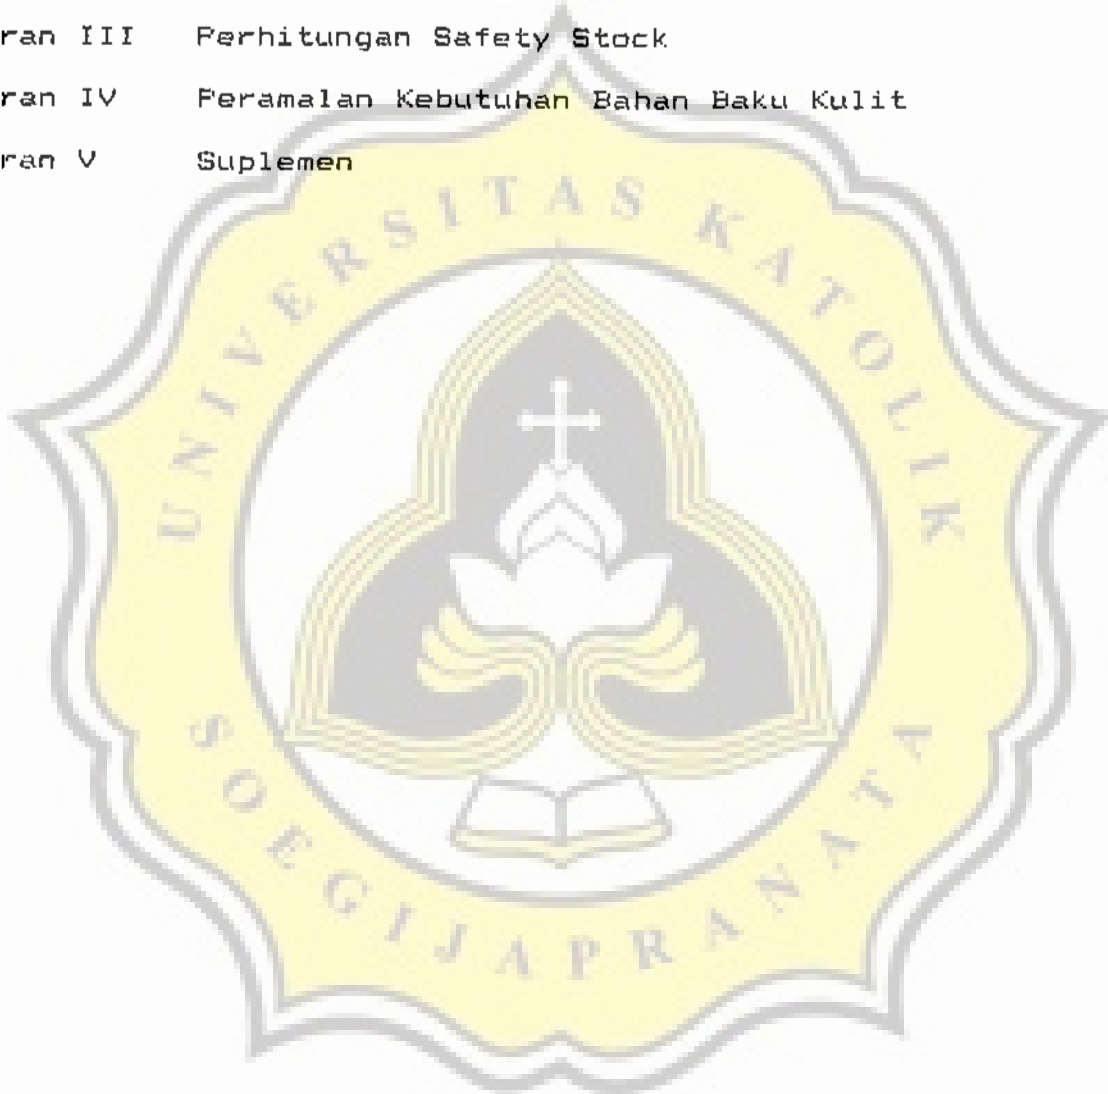 ran III Perhitungan Safety Stock
ran IV Peramalan Kebutuhan Bahan Baku Kulit
ran V Suplemen
UNIVERSITAS KATOLIK
SOEGIJAPRANATA